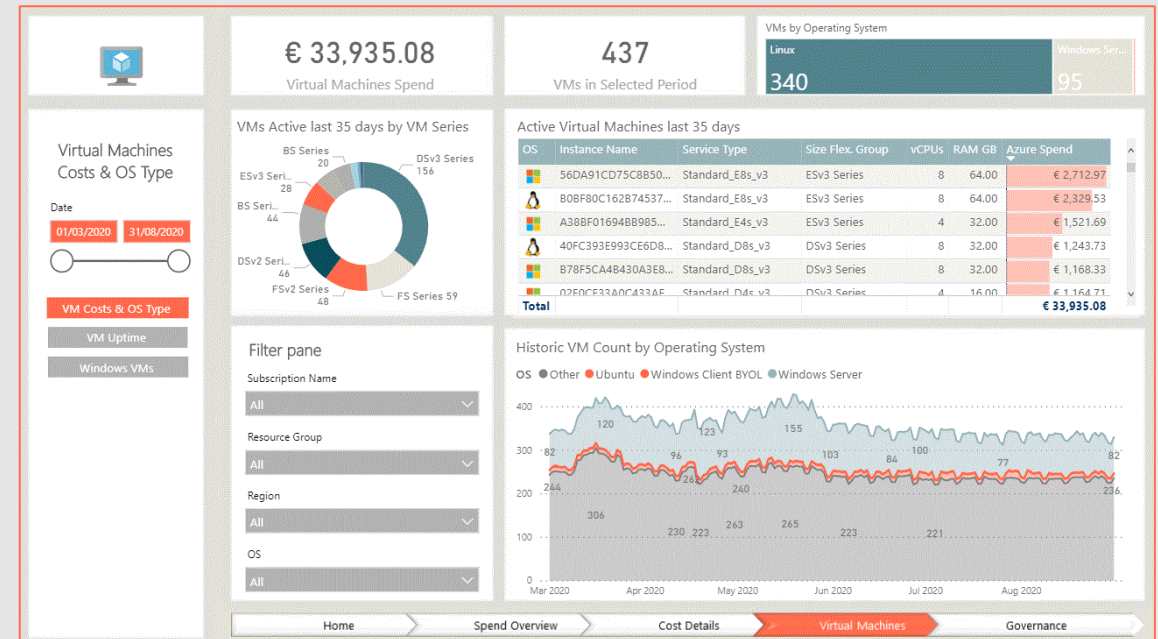 € 33,935.08
Virtual Machines Spend
437
VMs in Selected Period
VMs by Operating System
Linux
340
Windows Ser...
95
Virtual Machines
Costs & OS Type
Date
01/03/2020 31/08/2020
VM Costs & OS Type
VM Uptime
Windows VMs
VMs Active last 35 days by VM Series
BS Series
20
DSv3 Series
156
ESv3 Seri...
28
BS Seri...
44
DSv2 Seri...
46
FSv2 Series
48
FS Series 59
Active Virtual Machines last 35 days
OS Instance Name Service Type Size Flex. Group vCPUs RAM GB Azure Spend
56DA91CD75C8B50... Standard_E8s_v3 ESv3 Series 8 64.00 € 2,712.97
B0BF80C162B74537... Standard_E8s_v3 ESv3 Series 8 64.00 € 2,329.53
A38BF01694BB985... Standard_E4s_v3 ESv3 Series 4 32.00 € 1,521.69
40FC393E993CE6D8... Standard_D8s_v3 DSv3 Series 8 32.00 € 1,243.73
B78F5CA4B430A3E8... Standard_D8s_v3 DSv3 Series 8 32.00 € 1,168.33
Standard_D4s_v3 DSv3 Series 4 16.00 € 1,164.71
Total € 33,935.08
Filter pane
Subscription Name
All
Resource Group
All
Region
All
OS
All
Historic VM Count by Operating System
OS Other Ubuntu Windows Client BYOL Windows Server
400
300
200
100
0
82 120 96 123 93 155 103 84 100 77 82
244 306 230 262 223 263 240 265 223 221 236
Mar 2020 Apr 2020 May 2020 Jun 2020 Jul 2020 Aug 2020
Home Spend Overview Cost Details Virtual Machines Governance